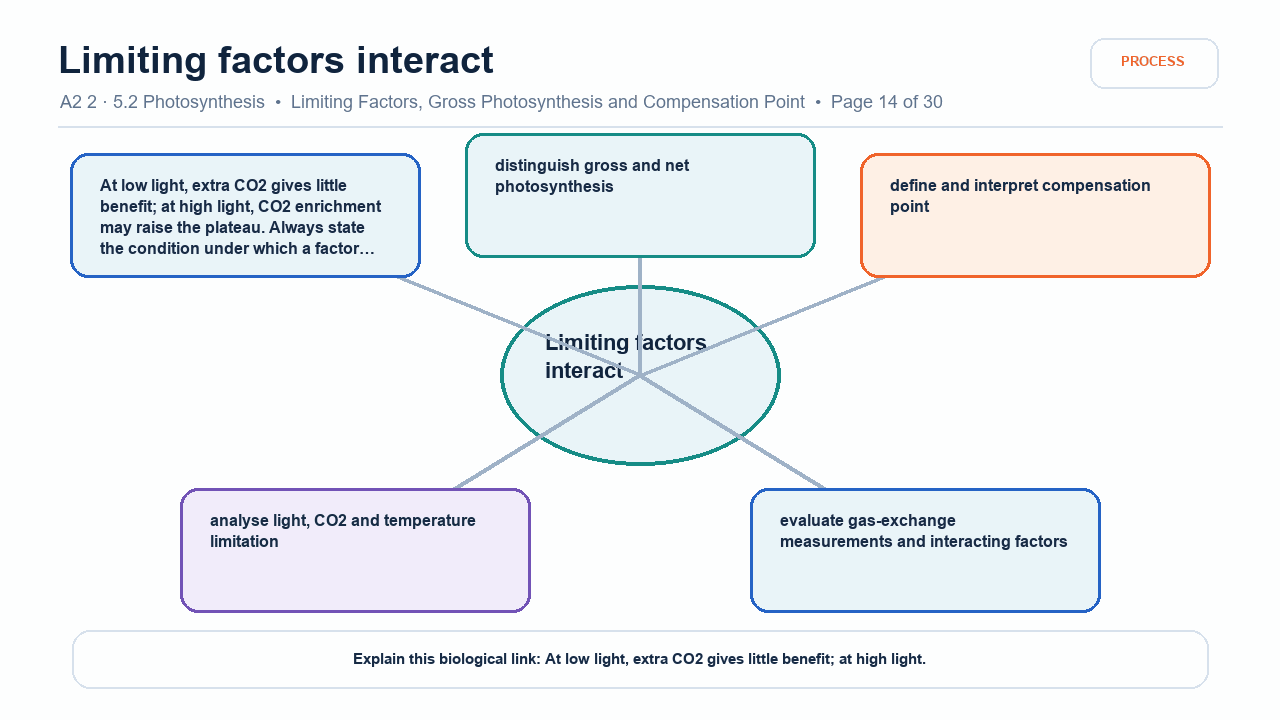 Limiting factors interact
PROCESS
A2 2 · 5.2 Photosynthesis • Limiting Factors, Gross Photosynthesis and Compensation Point • Page 14 of 30
At low light, extra CO2 gives little
benefit; at high light, CO2 enrichment
may raise the plateau. Always state
the condition under which a factor…
distinguish gross and net
photosynthesis
define and interpret compensation
point
Limiting factors
interact
analyse light, CO2 and temperature
limitation
evaluate gas-exchange
measurements and interacting factors
Explain this biological link: At low light, extra CO2 gives little benefit; at high light.